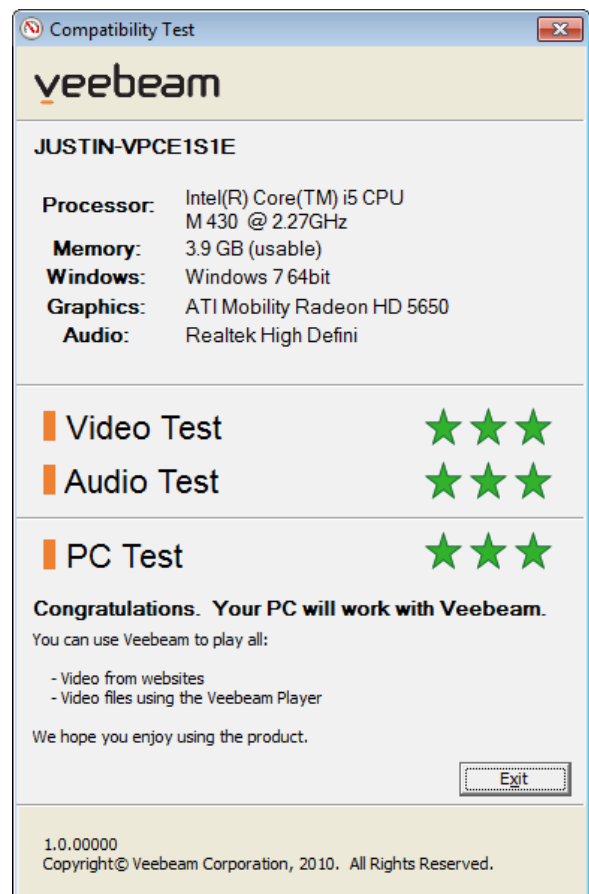 Compatibility Test
veebeam
JUSTIN-VPCE1S1E
Processor: Intel(R) Core(TM) i5 CPU
M 430 @ 2.27GHz
Memory: 3.9 GB (usable)
Windows: Windows 7 64bit
Graphics: ATI Mobility Radeon HD 5650
Audio: Realtek High Defini
Video Test
Audio Test
PC Test
Congratulations. Your PC will work with Veebeam.
You can use Veebeam to play all:
- Video from websites
- Video files using the Veebeam Player
We hope you enjoy using the product.
Exit
1.0.00000
Copyright© Veebeam Corporation, 2010. All Rights Reserved.